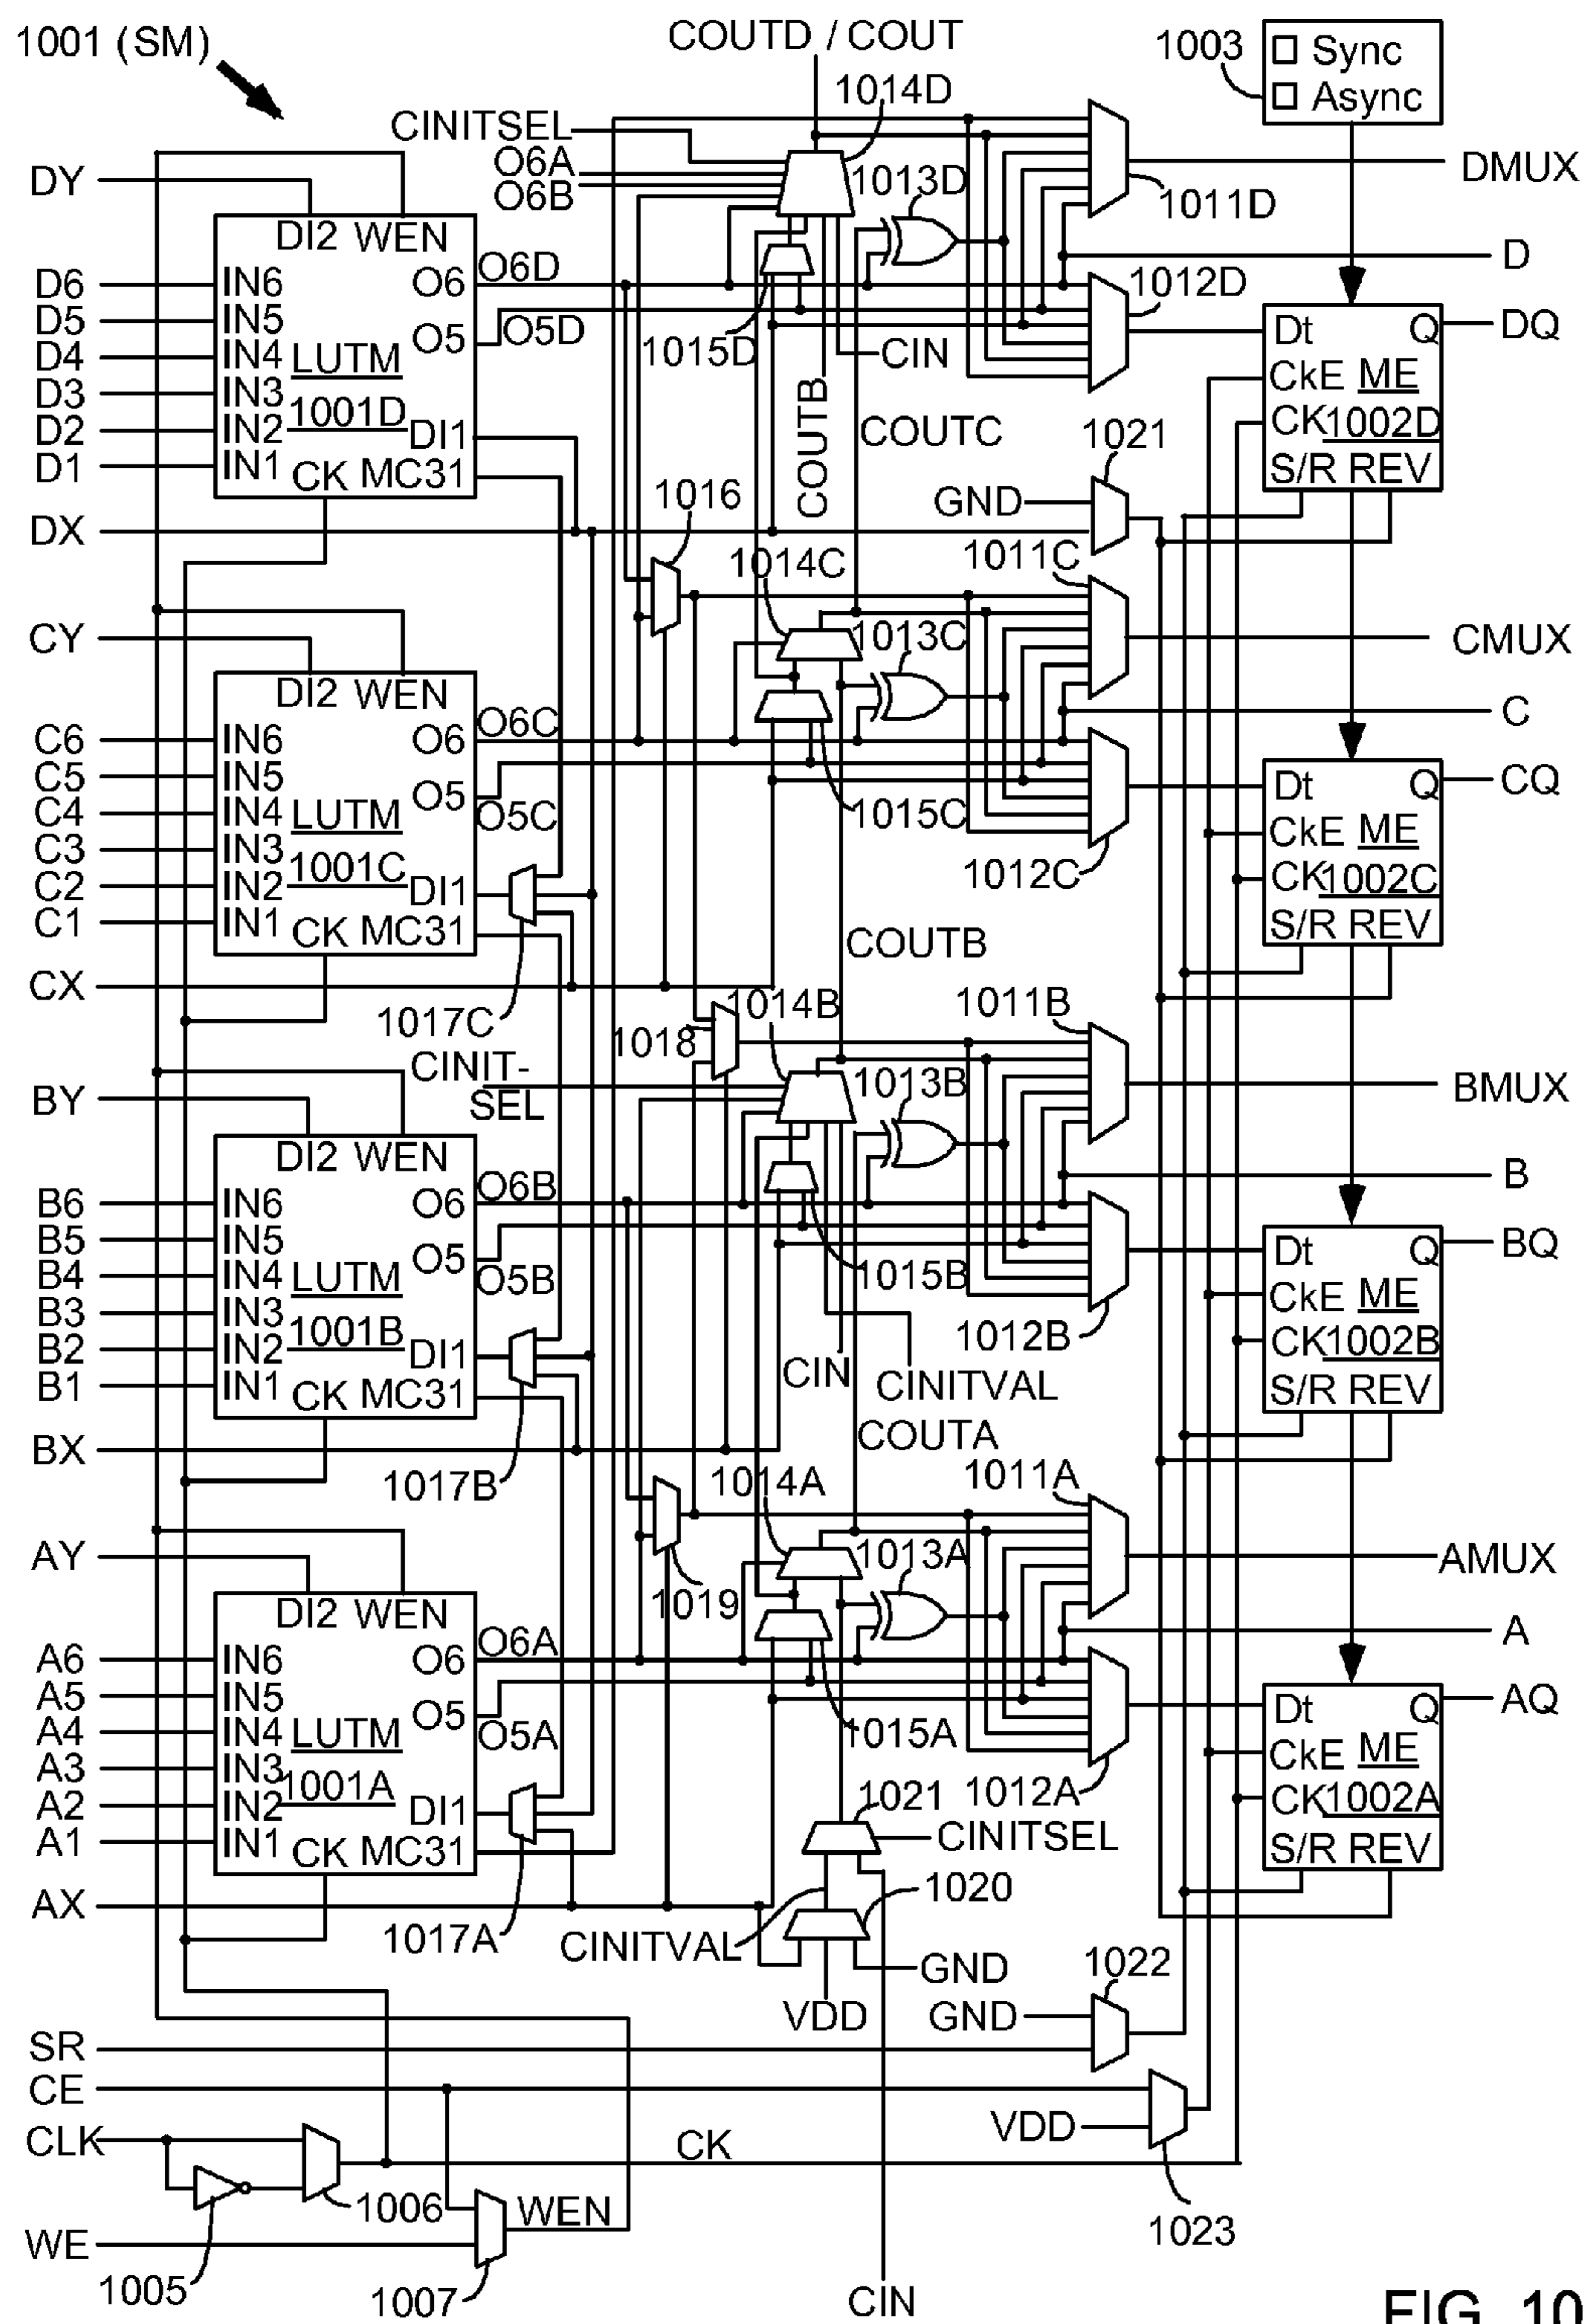 1001 (SM)
COUTD / COUT
1003
Sync
Async
1014D
CINITSEL
O6A
O6B
1013D
DMUX
1011D
DY
DI2 WEN
D6 IN6 O6 O6D
D
D5 IN5
1012D
D4 IN4 LUTM O5 O5D
1015D
CIN
Dt Q DQ
D3 IN3
CkE ME
D2 IN2 1001D DI1
COUTB
COUTC
1021
CK 1002D
D1 IN1 CK MC31
S/R REV
1016
GND
DX
1014C
1011C
CY
1013C
CMUX
DI2 WEN
C6 IN6 O6 O6C
C
C5 IN5
C4 IN4 LUTM O5 O5C
1015C
Dt Q CQ
C3 IN3
CkE ME
C2 IN2 1001C DI1
1012C
CK 1002C
C1 IN1 CK MC31
S/R REV
COUTB
CX
1017C
1014B
1018
1011B
CINIT-
SEL
1013B
BMUX
BY
DI2 WEN
B6 IN6 O6 O6B
B
B5 IN5
B4 IN4 LUTM O5 O5B
1015B
Dt Q BQ
B3 IN3
CkE ME
B2 IN2 1001B DI1
1012B
CK 1002B
B1 IN1 CK MC31
CIN
CINITVAL
S/R REV
COUTA
BX
1017B
1014A
1011A
AY
1013A
AMUX
1019
DI2 WEN
A6 IN6 O6 O6A
A
A5 IN5
A4 IN4 LUTM O5 O5A
1015A
Dt Q AQ
A3 IN3
CkE ME
A2 IN2 1001A DI1
1012A
CK 1002A
A1 IN1 CK MC31
1021
CINITSEL
S/R REV
AX
1020
1017A
CINITVAL
GND
1022
VDD
GND
SR
CE
VDD
CLK
CK
1006
WEN
1023
WE
1005
1007
CIN
FIG. 10